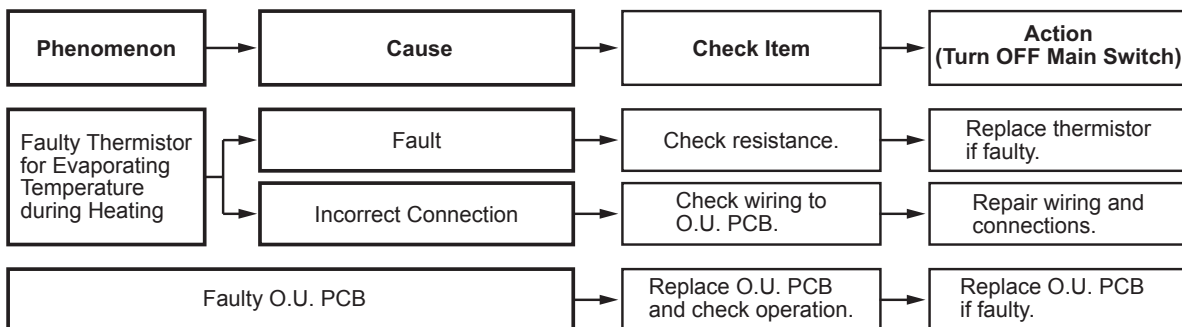 Phenomenon
Cause
Check Item
Action
(Turn OFF Main Switch)
Faulty Thermistor
for Evaporating
Temperature
during Heating
Fault
Check resistance.
Replace thermistor
if faulty.
Incorrect Connection
Check wiring to
O.U. PCB.
Repair wiring and
connections.
Faulty O.U. PCB
Replace O.U. PCB
and check operation.
Replace O.U. PCB
if faulty.